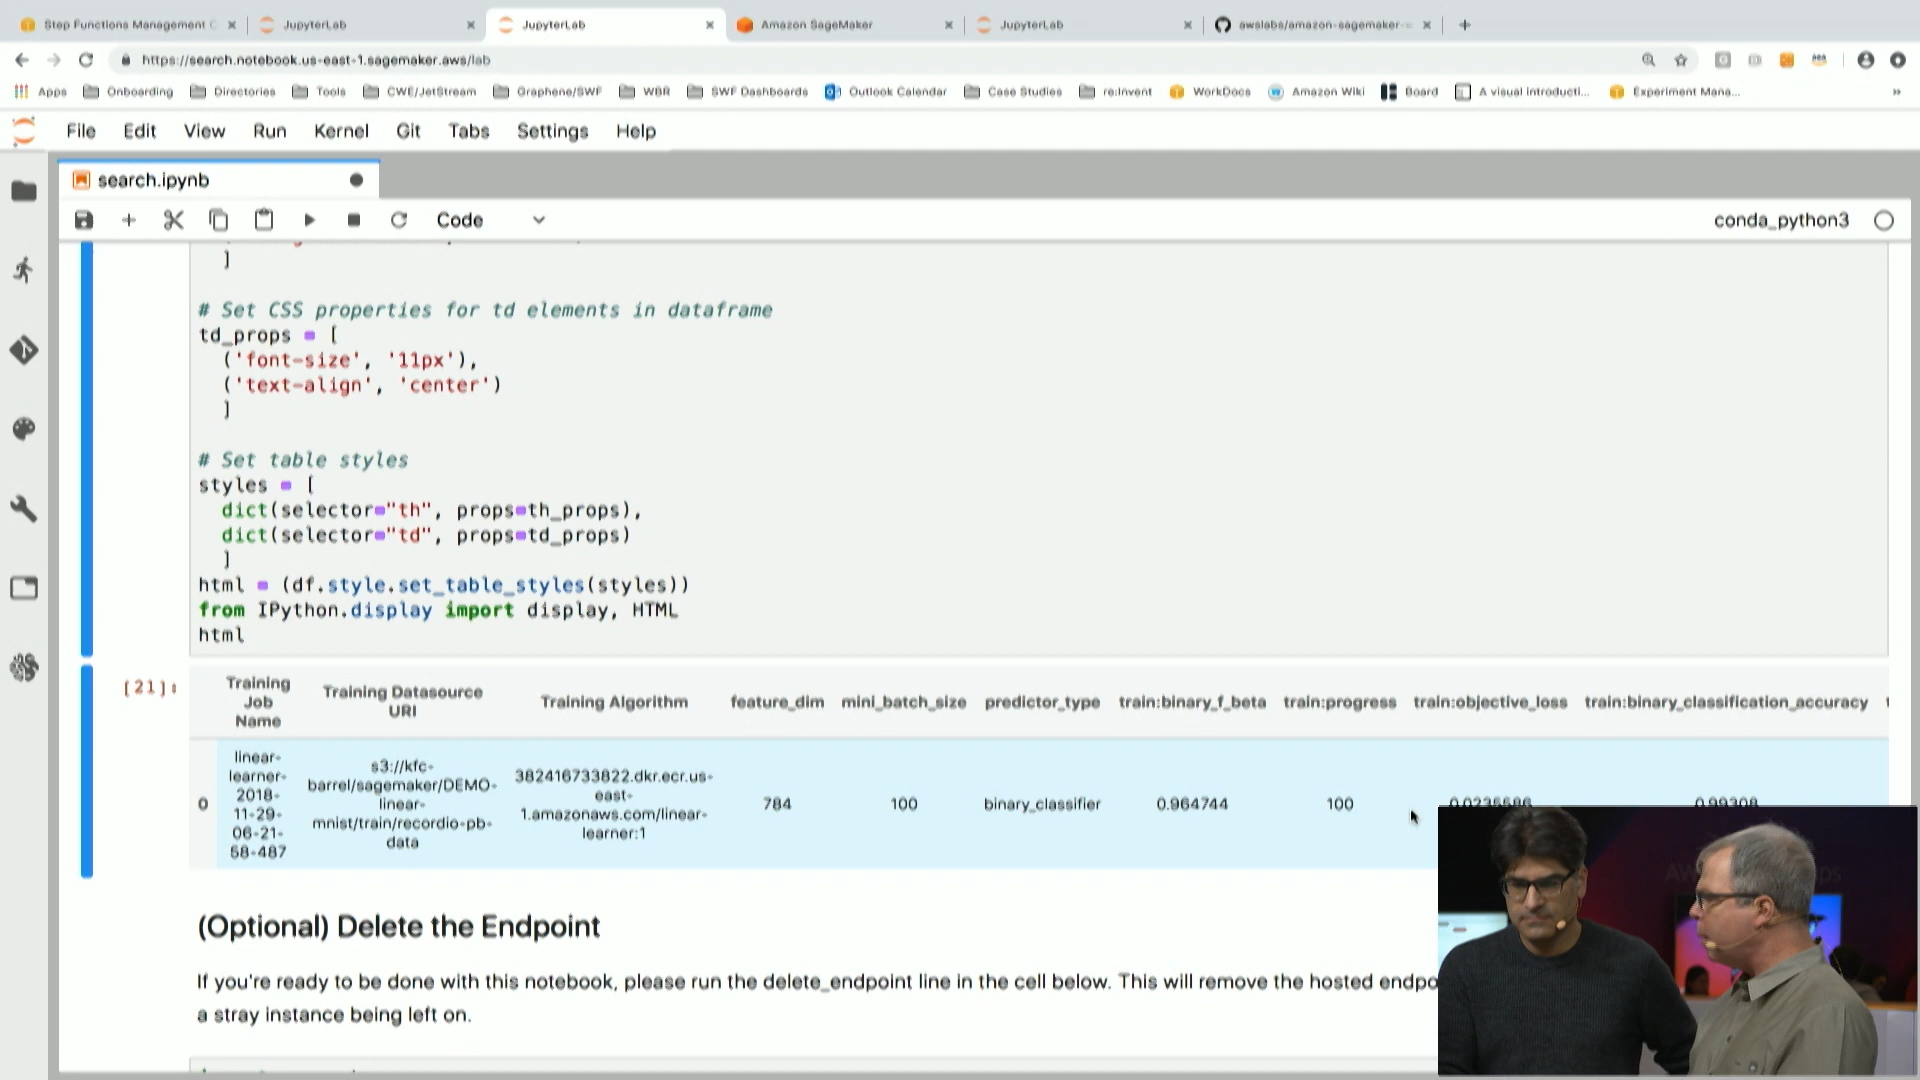 Step Functions Management C
JupyterLab
JupyterLab
Amazon SageMaker
JupyterLab
awslabs/amazon-sagemaker-
https://search.notebook.us-east-1.sagemaker.aws/lab
Apps
Onboarding
Directories
Tools
CWE/JetStream
Graphene/SWF
WBR
SWF Dashboards
Outlook Calendar
Case Studies
re:Invent
WorkDocs
Amazon Wiki
Board
A visual introducti...
Experiment Mana...
»
File Edit View Run Kernel Git Tabs Settings Help
search.ipynb
Code
conda_python3
]
# Set CSS properties for td elements in dataframe
td_props = [
('font-size', '11px'),
('text-align', 'center')
]
# Set table styles
styles = [
dict(selector="th", props=th_props),
dict(selector="td", props=td_props)
]
html = (df.style.set_table_styles(styles))
from IPython.display import display, HTML
html
[21]:
Training
Job
Name
Training Datasource
URI
Training Algorithm
feature_dim
mini_batch_size
predictor_type
train:binary_f_beta
train:progress
train:objective_loss
train:binary_classification_accuracy
0
linear-
learner-
2018-
11-29-
06-21-
58-487
s3://kfc-
barrel/sagemaker/DEMO-
linear-
mnist/train/recordio-pb-
data
382416733822.dkr.ecr.us-
east-
1.amazonaws.com/linear-
learner:1
784
100
binary_classifier
0.964744
100
0.99308
(Optional) Delete the Endpoint
If you're ready to be done with this notebook, please run the delete_endpoint line in the cell below. This will remove the hosted endpo
a stray instance being left on.